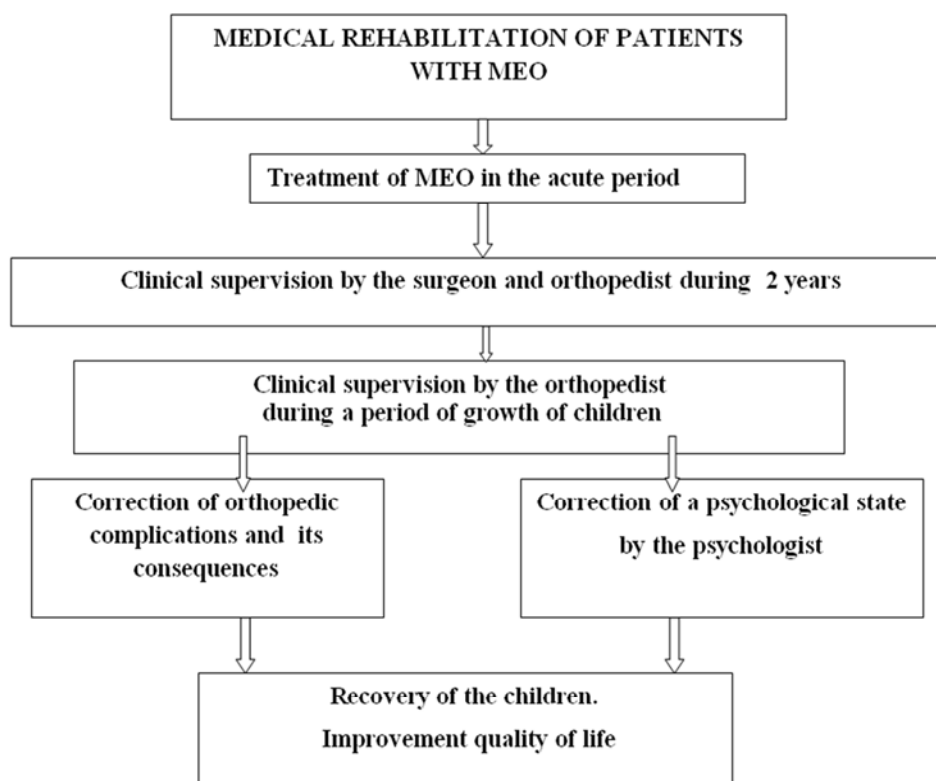 MEDICAL REHABILITATION OF PATIENTS
WITH MEO
Treatment of MEO in the acute period
Clinical supervision by the surgeon and orthopedist during 2 years
Clinical supervision by the orthopedist
during a period of growth of children
Correction of orthopedic
complications and its
consequences
Correction of a psychological state
by the psychologist
Recovery of the children.
Improvement quality of life